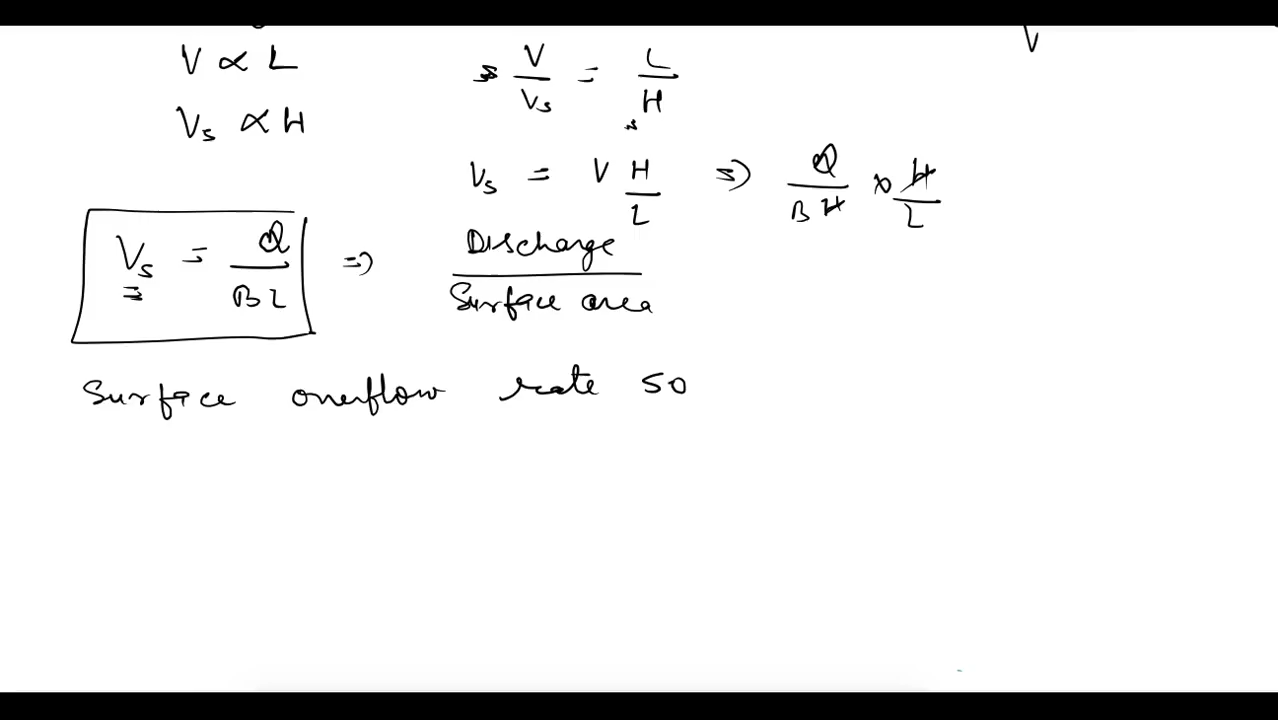 V
V ∝ L
V/Vs = L/H
Vs ∝ H
Vs = V H/L ⇒ Q/BH × H/L
Vs = Q/BL ⇒ Discharge/Surface area
Surface overflow rate SO